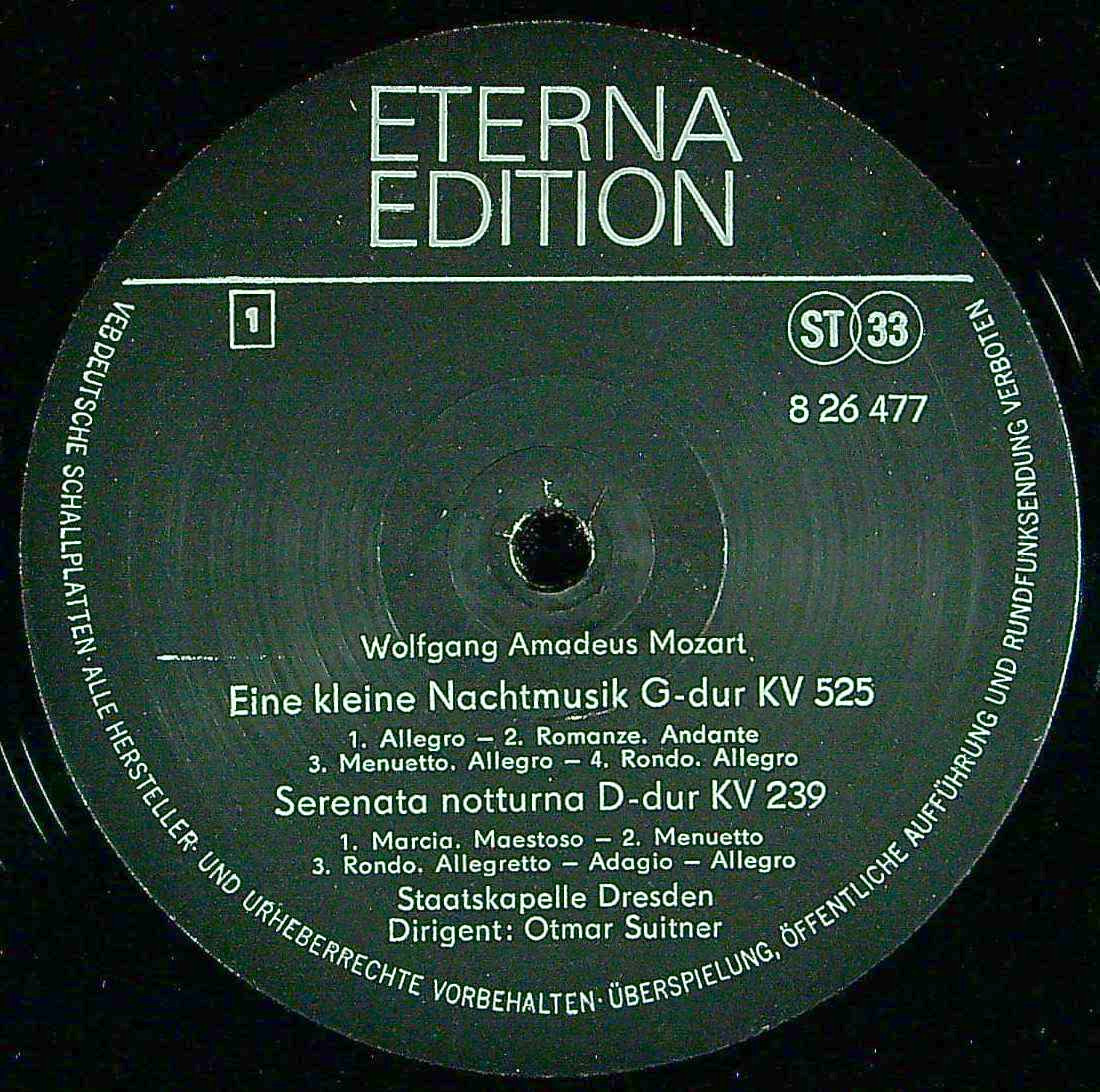 ETERNA
EDITION
1
ST 33
8 26 477
Wolfgang Amadeus Mozart
Eine kleine Nachtmusik G-dur KV 525
1. Allegro – 2. Romanze. Andante
3. Menuetto. Allegro – 4. Rondo. Allegro
Serenata notturna D-dur KV 239
1. Marcia. Maestoso – 2. Menuetto
3. Rondo. Allegretto – Adagio – Allegro
Staatskapelle Dresden
Dirigent: Otmar Suitner
VEB DEUTSCHE SCHALLPLATTEN · ALLE HERSTELLER- UND URHEBERRECHTE VORBEHALTEN · ÜBERSPIELUNG, ÖFFENTLICHE AUFFÜHRUNG UND RUNDFUNKSENDUNG VERBOTEN